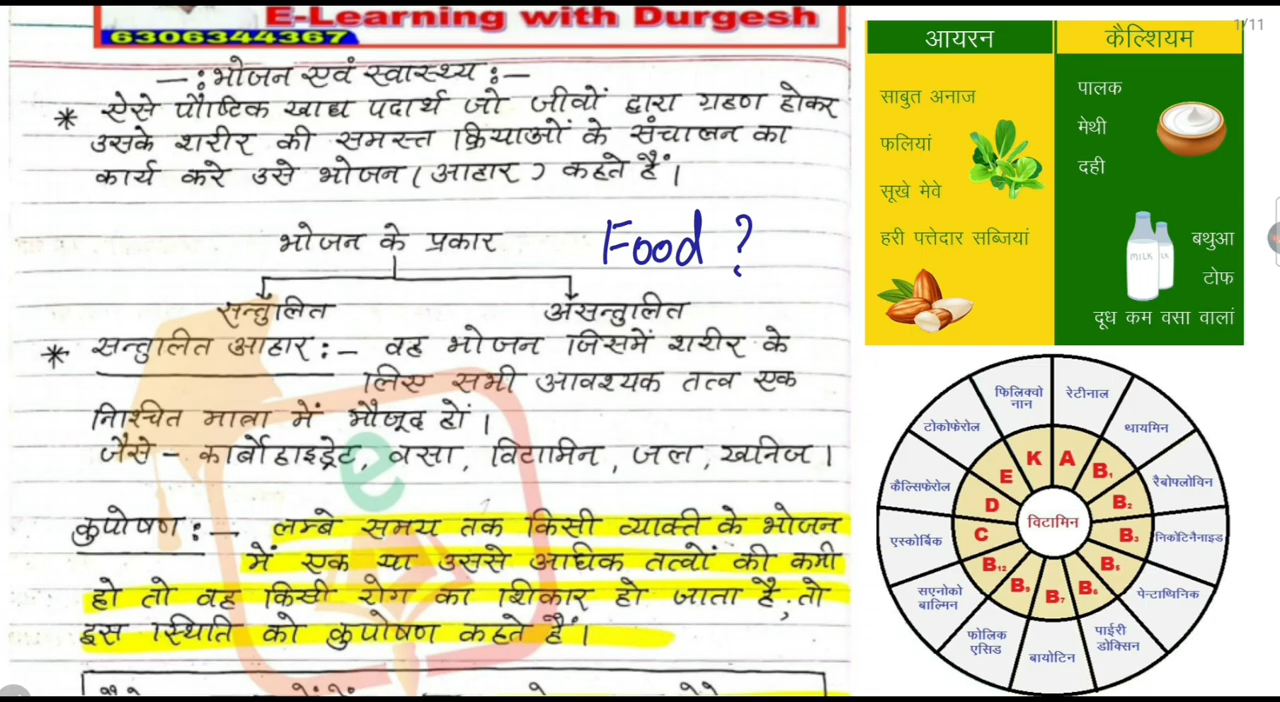 E-Learning with Durgesh
6306344367
1/11
—:भोजन एवं स्वास्थ्य:—
* ऐसे पौष्टिक खाद्य पदार्थ जो जीवों द्वारा ग्रहण होकर
उसके शरीर की समस्त क्रियाओं के संचालन का
कार्य करे उसे भोजन (आहार) कहते हैं।
भोजन के प्रकार
Food ?
सन्तुलित
असन्तुलित
* सन्तुलित आहार :- वह भोजन जिसमें शरीर के
लिए सभी आवश्यक तत्व एक
निश्चित मात्रा में मौजूद हों।
जैसे - कार्बोहाइड्रेट, वसा, विटामिन, जल, खनिज।
कुपोषण :- लम्बे समय तक किसी व्यक्ति के भोजन
में एक या उससे अधिक तत्वों की कमी
हो तो वह किसी रोग का शिकार हो जाता है, तो
इस स्थिति को कुपोषण कहते हैं।
आयरन
साबुत अनाज
फलियां
सूखे मेवे
हरी पत्तेदार सब्जियां
कैल्शियम
पालक
मेथी
दही
MILK
बथुआ
टोफ
दूध कम वसा वालां
विटामिन
A
रेटीनाल
B₁
थायमिन
B₂
रैबोफ्लोविन
B₃
निकोटिनैनाइड
B₅
पेन्टाथिनिक
B₆
पाईरी
डोक्सिन
B₇
बायोटिन
B₉
फोलिक
एसिड
B₁₂
सएनोको
बाल्मिन
C
एस्कोर्बिक
D
कैल्सिफेरोल
E
टोकोफेरोल
K
फिलिक्वो
नान